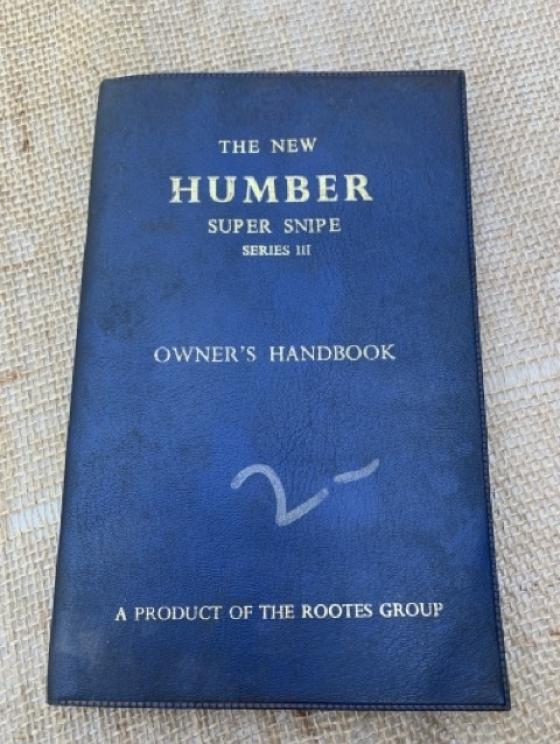 THE NEW
HUMBER
SUPER SNIPE
SERIES III
OWNER'S HANDBOOK
2-
A PRODUCT OF THE ROOTES GROUP